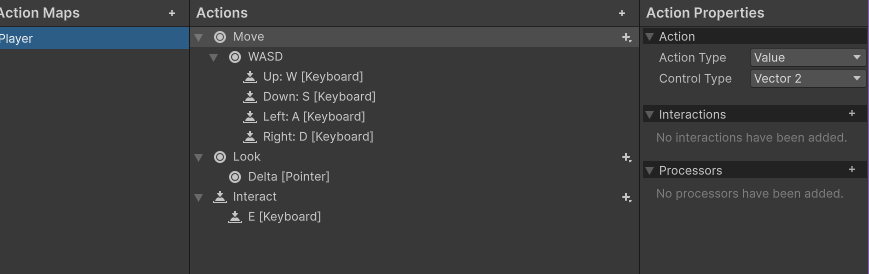 Action Maps +
Player
Actions +
Move
WASD
Up: W [Keyboard]
Down: S [Keyboard]
Left: A [Keyboard]
Right: D [Keyboard]
Look
Delta [Pointer]
Interact
E [Keyboard]
Action Properties
Action
Action Type Value
Control Type Vector 2
Interactions +
No interactions have been added.
Processors +
No processors have been added.